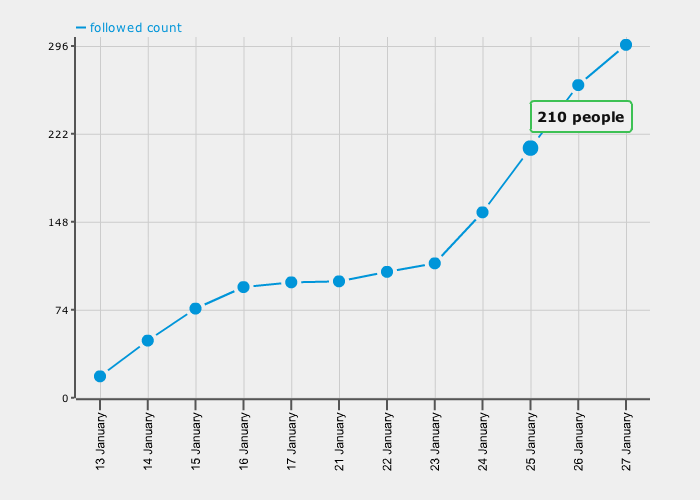 followed count
296
222
148
74
0
210 people
13 January
14 January
15 January
16 January
17 January
21 January
22 January
23 January
24 January
25 January
26 January
27 January